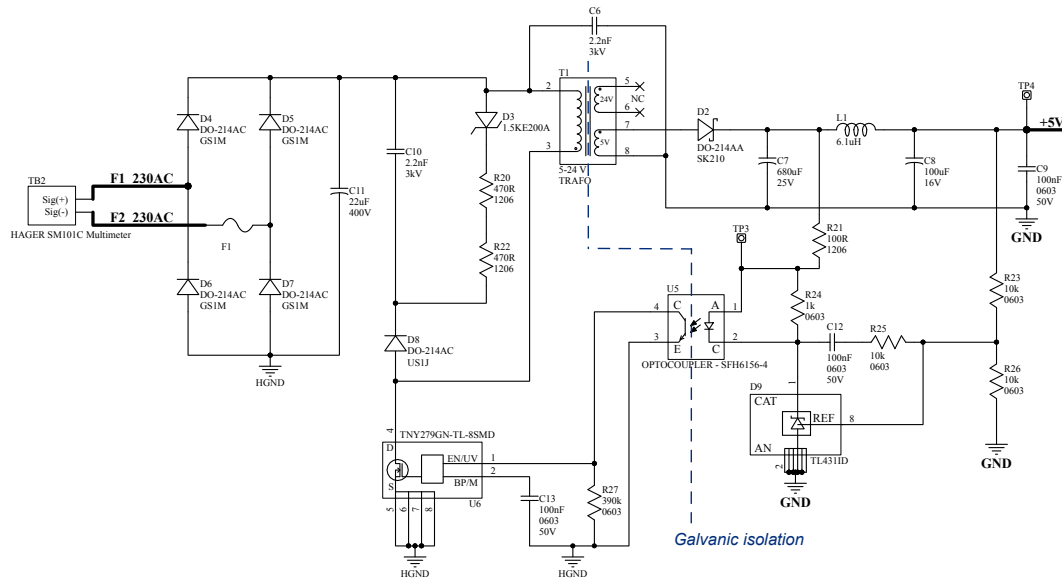 C6
2.2nF
3kV
T1
2
3
5
6
7
8
NC
24V
5V
5-24 V
TRAFO
TP4
+5V
D4
DO-214AC
GS1M
D5
DO-214AC
GS1M
D3
1.5KE200A
D2
DO-214AA
SK210
L1
6.1uH
C10
2.2nF
3kV
C7
680uF
25V
C8
100uF
16V
C9
100nF
0603
50V
GND
TB2
Sig(+)
Sig(-)
HAGER SM101C Multimeter
F1 230AC
F2 230AC
F1
C11
22uF
400V
R20
470R
1206
R22
470R
1206
R21
100R
1206
TP3
D6
DO-214AC
GS1M
D7
DO-214AC
GS1M
HGND
U5
4
C
A
1
3
E
C
2
OPTOCOUPLER - SFH6156-4
R24
1k
0603
R23
10k
0603
C12
100nF
0603
50V
R25
10k
0603
R26
10k
0603
GND
D8
DO-214AC
US1J
D9
CAT
1
REF
8
AN
2
TL431ID
GND
4
TNY279GN-TL-8SMD
D
S
EN/UV
1
BP/M
2
U6
5
6
7
8
HGND
C13
100nF
0603
50V
R27
390k
0603
HGND
Galvanic isolation